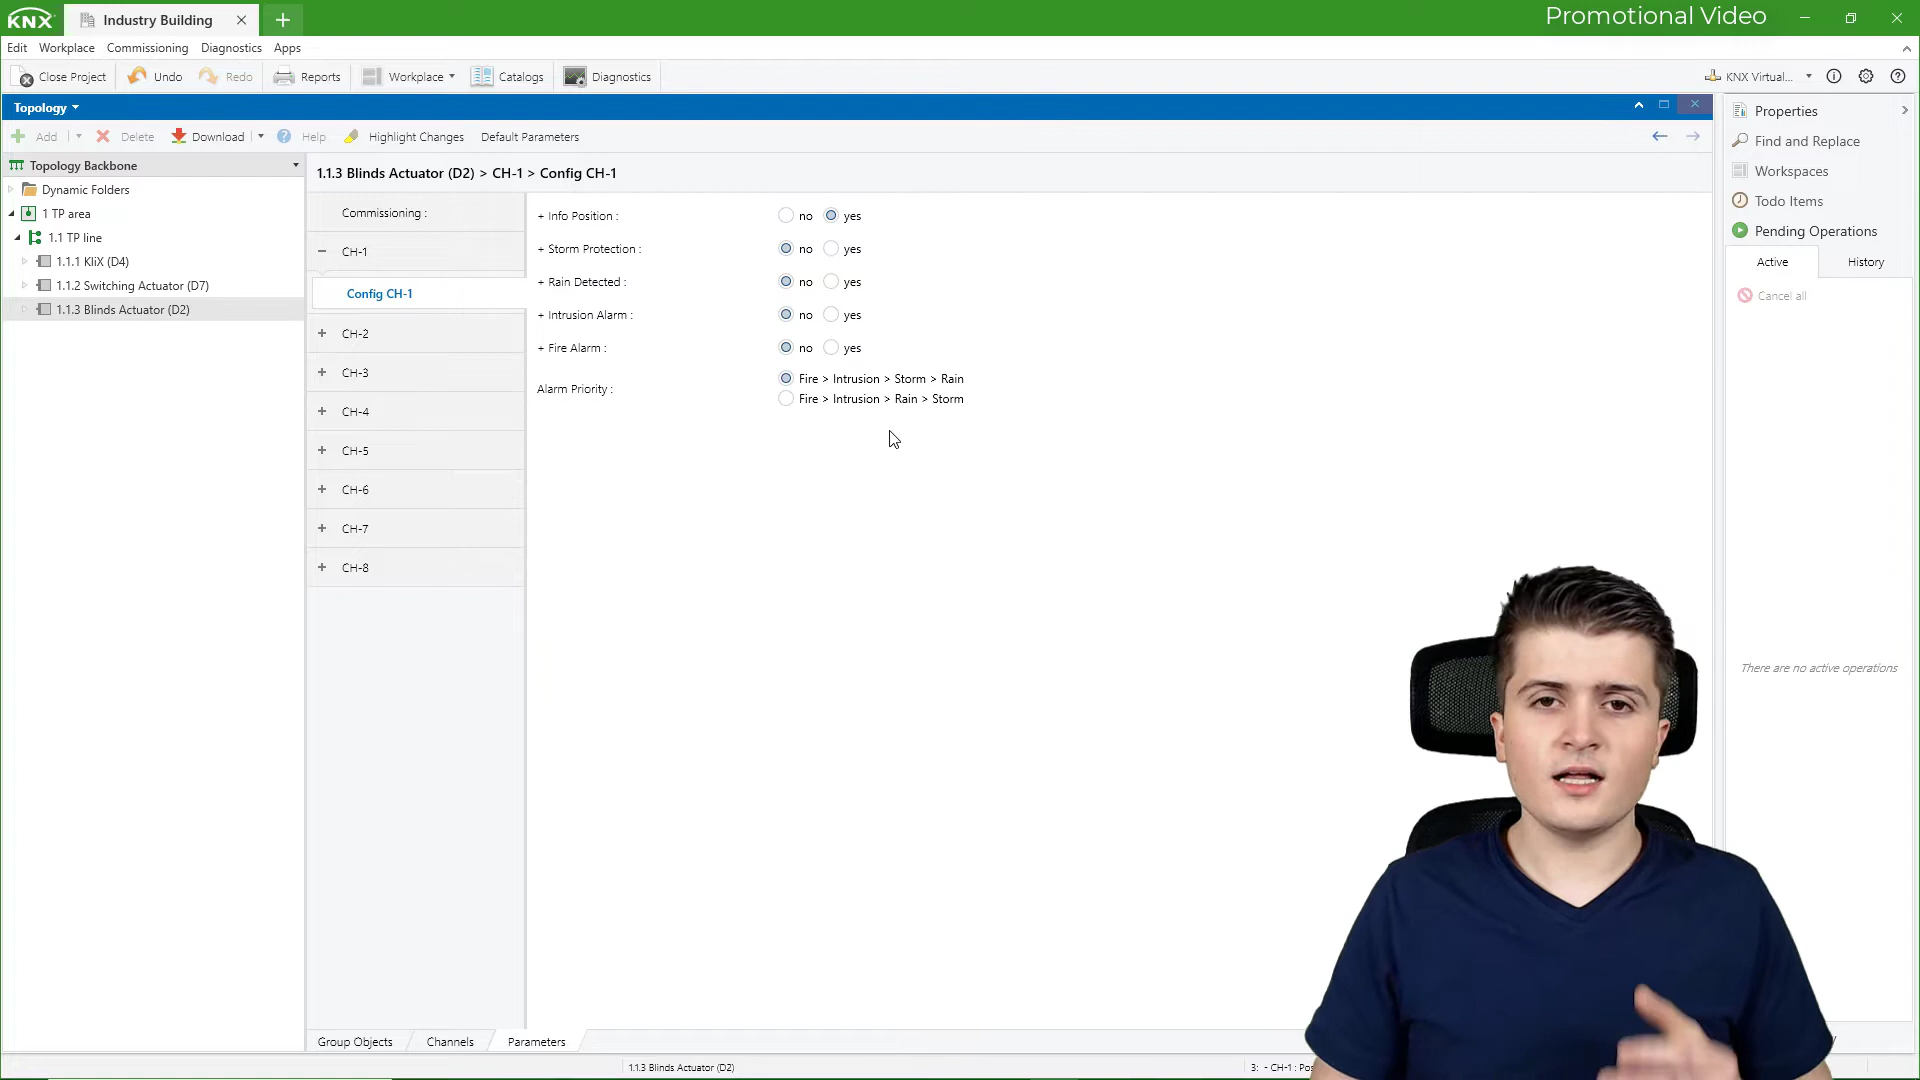 KNX
Industry Building
Promotional Video
Edit Workplace Commissioning Diagnostics Apps
Close Project Undo Redo Reports Workplace Catalogs Diagnostics KNX Virtual...
Topology
Add Delete Download Help Highlight Changes Default Parameters
Topology Backbone
Dynamic Folders
1 TP area
1.1 TP line
1.1.1 KliX (D4)
1.1.2 Switching Actuator (D7)
1.1.3 Blinds Actuator (D2)
1.1.3 Blinds Actuator (D2) > CH-1 > Config CH-1
Commissioning :
CH-1
Config CH-1
CH-2
CH-3
CH-4
CH-5
CH-6
CH-7
CH-8
+ Info Position : no yes
+ Storm Protection : no yes
+ Rain Detected : no yes
+ Intrusion Alarm : no yes
+ Fire Alarm : no yes
Alarm Priority :
Fire > Intrusion > Storm > Rain
Fire > Intrusion > Rain > Storm
Properties
Find and Replace
Workspaces
Todo Items
Pending Operations
Active History
Cancel all
There are no active operations
Group Objects Channels Parameters
1.1.3 Blinds Actuator (D2)
3: - CH-1 : Pos